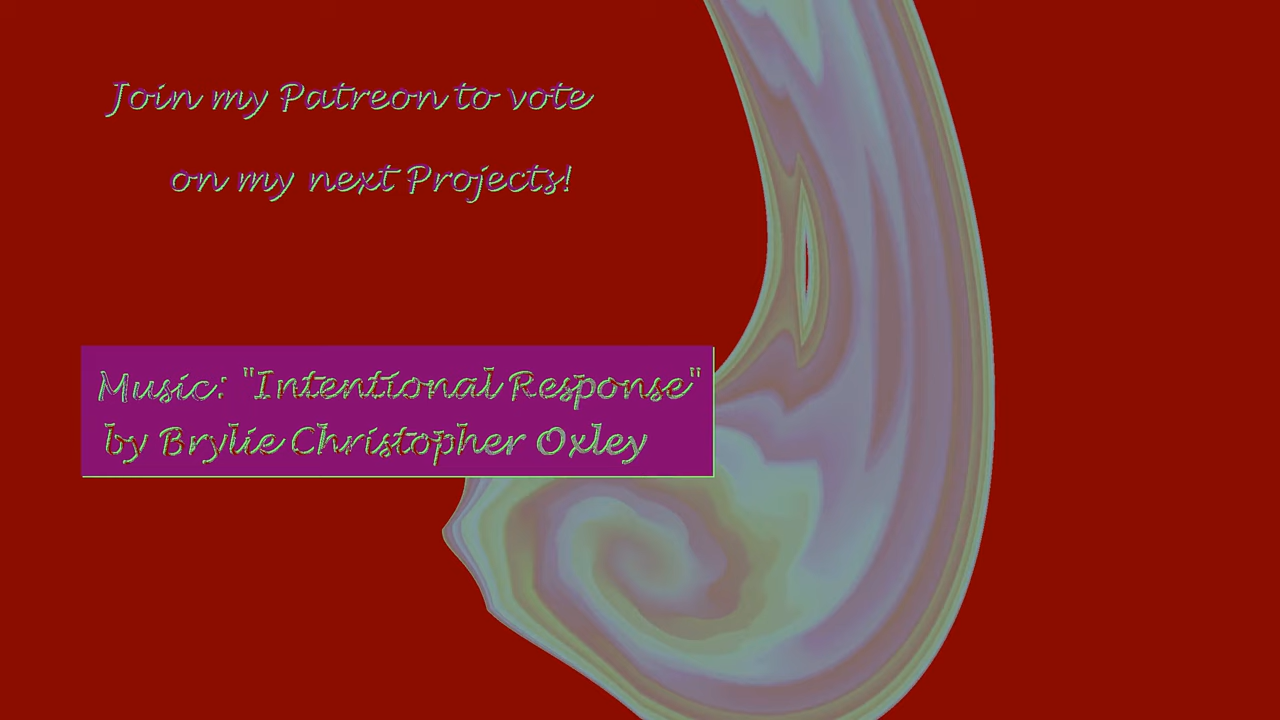 Join my Patreon to vote
on my next Projects!
Music: "Intentional Response"
by Brylie Christopher Oxley